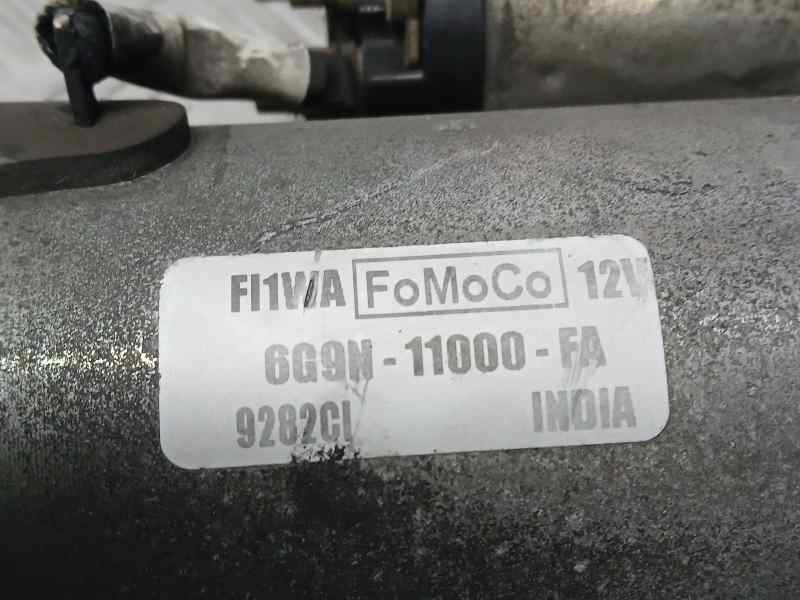 FI1WA FoMoCo 12V
6G9N - 11000 - FA
9282CL INDIA